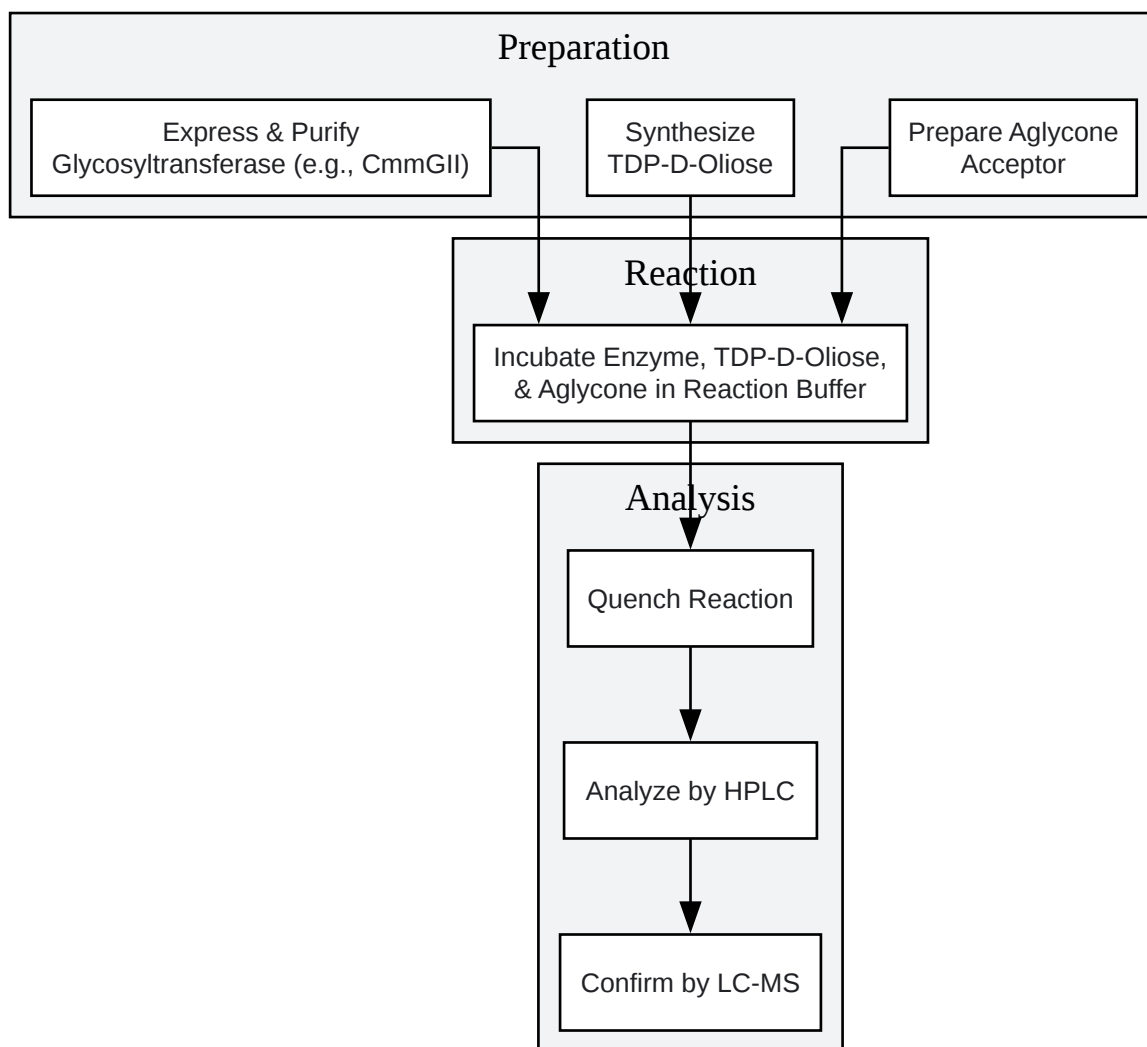 Preparation
Express & Purify
Glycosyltransferase (e.g., CmmGII)
Synthesize
TDP-D-Oliose
Prepare Aglycone
Acceptor
Reaction
Incubate Enzyme, TDP-D-Oliose,
& Aglycone in Reaction Buffer
Analysis
Quench Reaction
Analyze by HPLC
Confirm by LC-MS